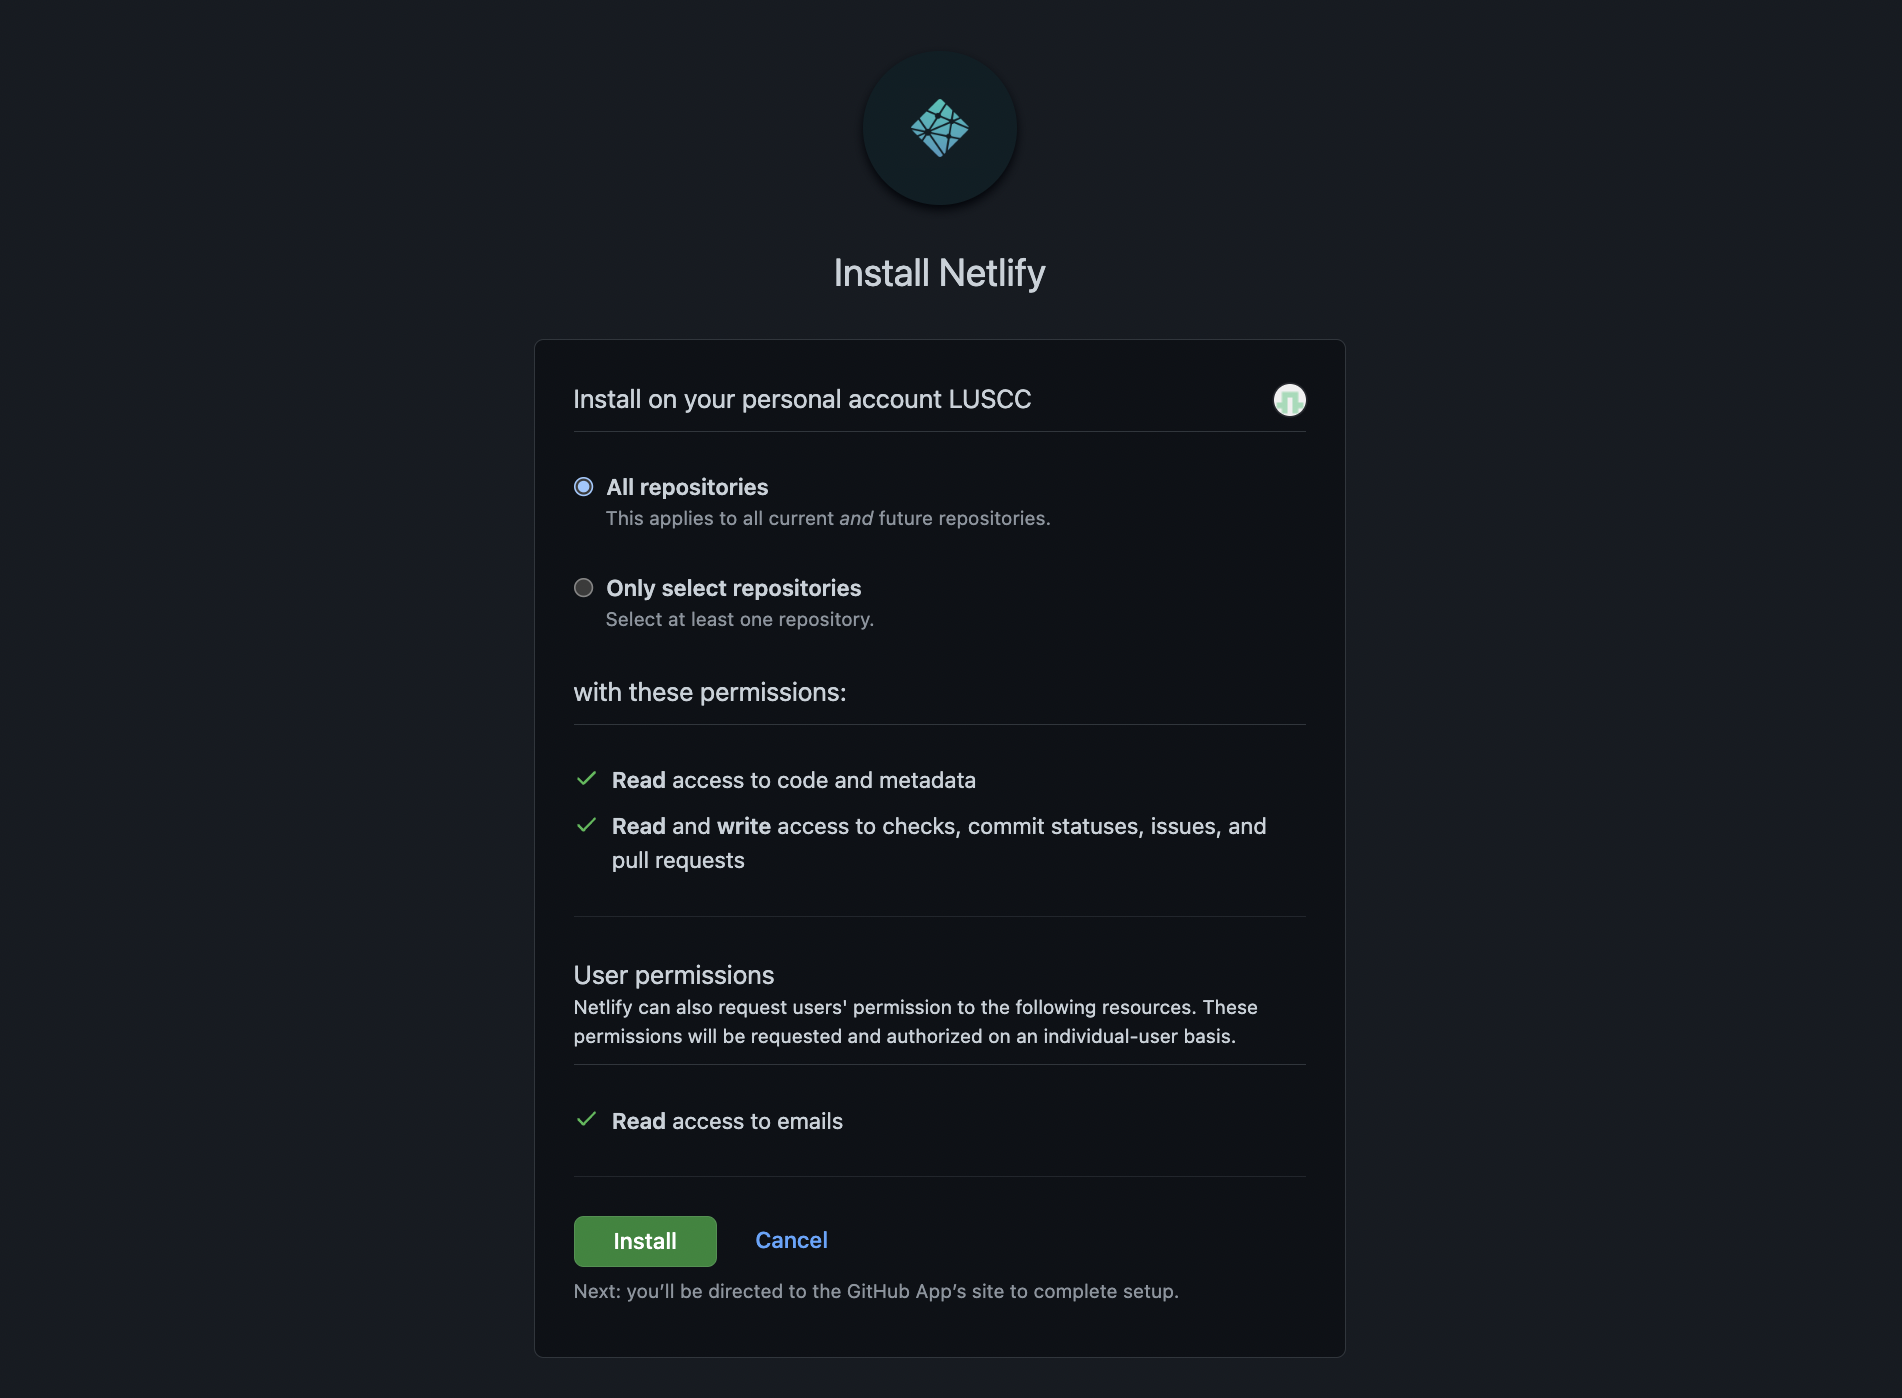 Install Netlify
Install on your personal account LUSCC
All repositories
This applies to all current and future repositories.
Only select repositories
Select at least one repository.
with these permissions:
Read access to code and metadata
Read and write access to checks, commit statuses, issues, and
pull requests
User permissions
Netlify can also request users' permission to the following resources. These
permissions will be requested and authorized on an individual-user basis.
Read access to emails
Install
Cancel
Next: you’ll be directed to the GitHub App’s site to complete setup.